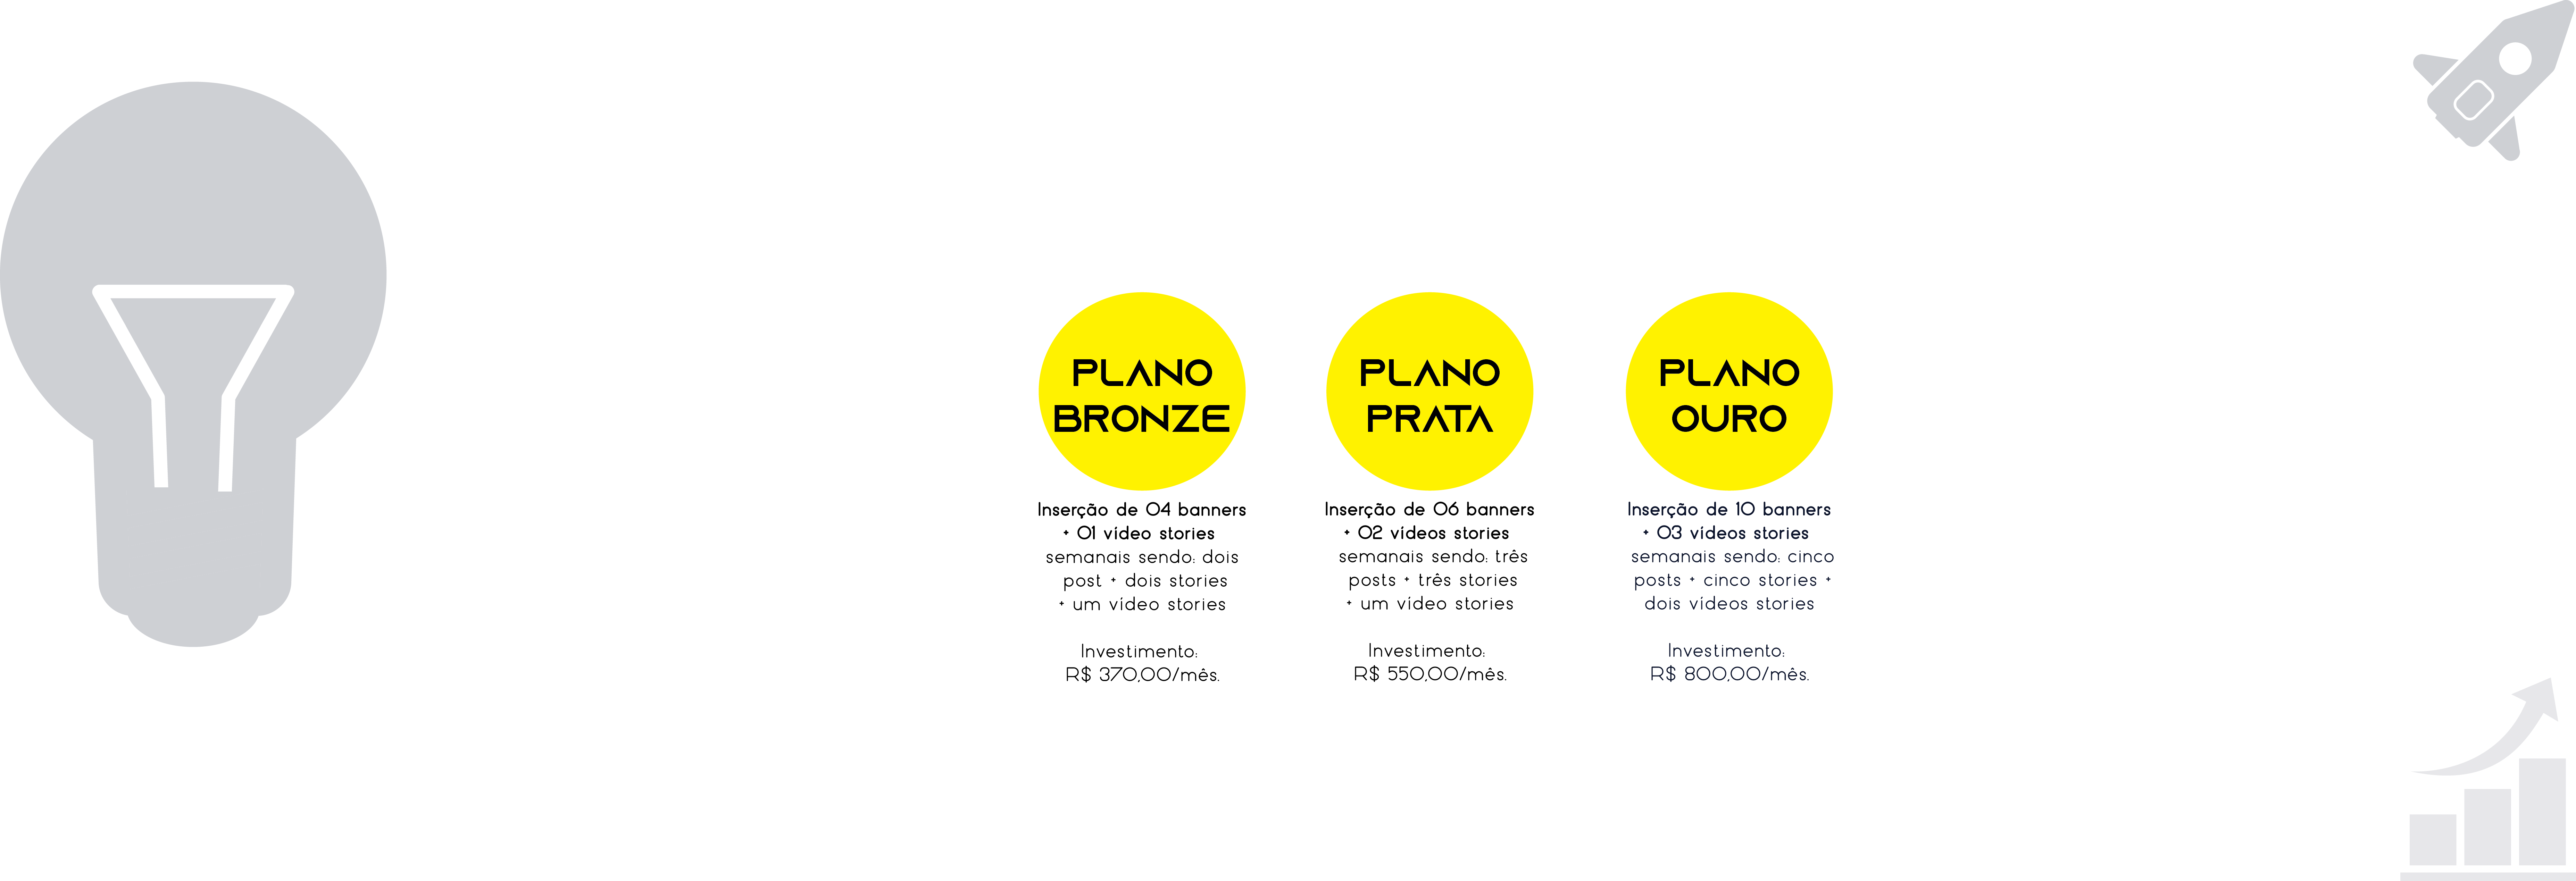 PLANO
BRONZE
Inserção de 04 banners
+ 01 vídeo stories
semanais sendo: dois
post + dois stories
+ um vídeo stories
Investimento:
R$ 370,00/mês.
PLANO
PRATA
Inserção de 06 banners
+ 02 vídeos stories
semanais sendo: três
posts + três stories
+ um vídeo stories
Investimento:
R$ 550,00/mês.
PLANO
OURO
Inserção de 10 banners
+ 03 vídeos stories
semanais sendo: cinco
posts + cinco stories +
dois vídeos stories
Investimento:
R$ 800,00/mês.